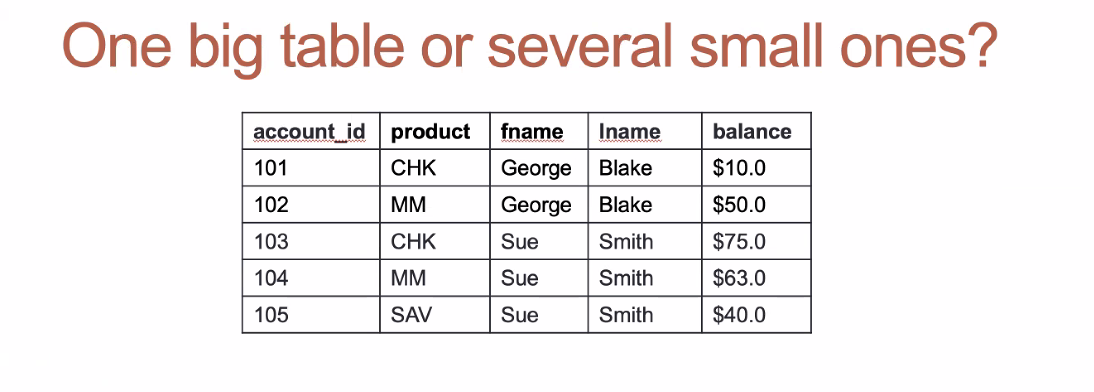 One big table or several small ones?
account_id product fname lname balance
101 CHK George Blake $10.0
102 MM George Blake $50.0
103 CHK Sue Smith $75.0
104 MM Sue Smith $63.0
105 SAV Sue Smith $40.0